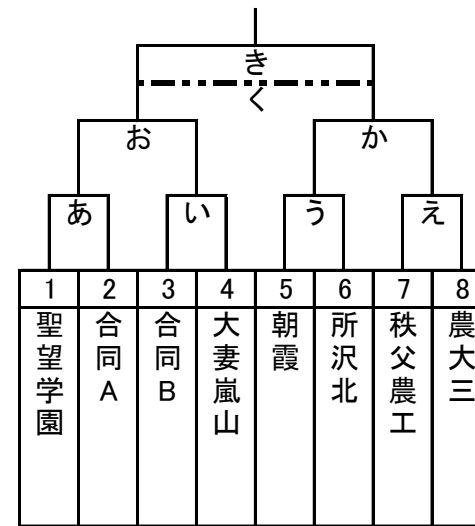 き
く
お
か
あ
い
う
え
1
2
3
4
5
6
7
8
聖望学園
合同A
合同B
大妻嵐山
朝霞
所沢北
秩父農工
農大三